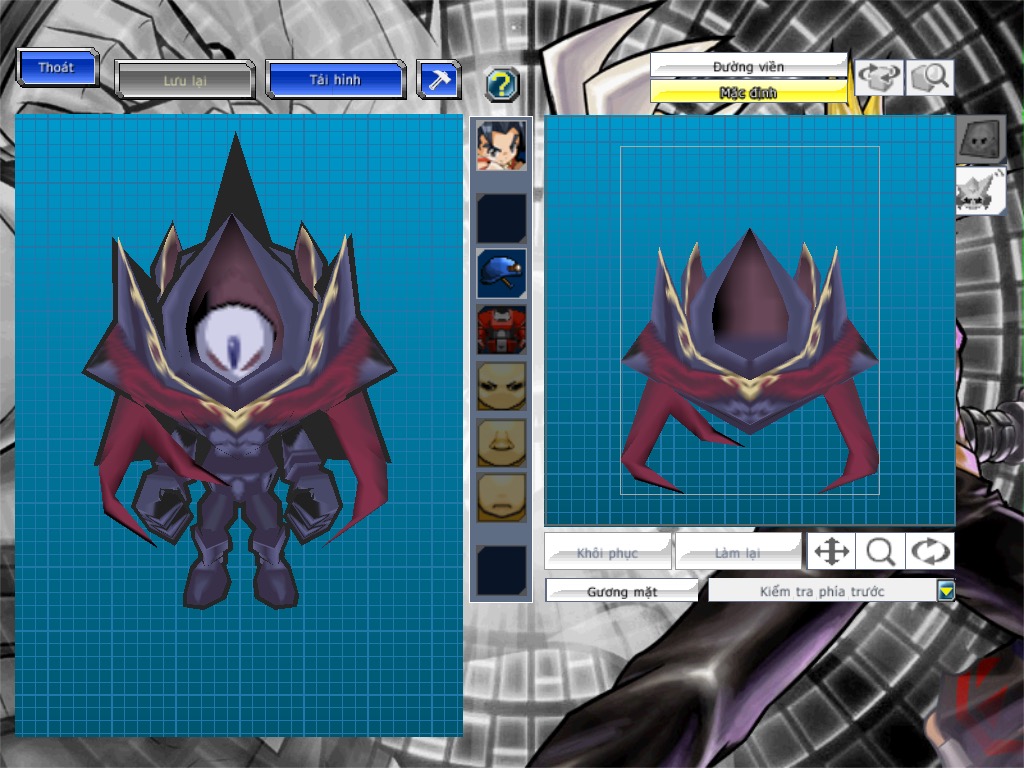 Thoát
Lưu lại
Tải hình
?
Đường viền
Mặc định
Khôi phục
Làm lại
Gương mặt
Kiểm tra phía trước